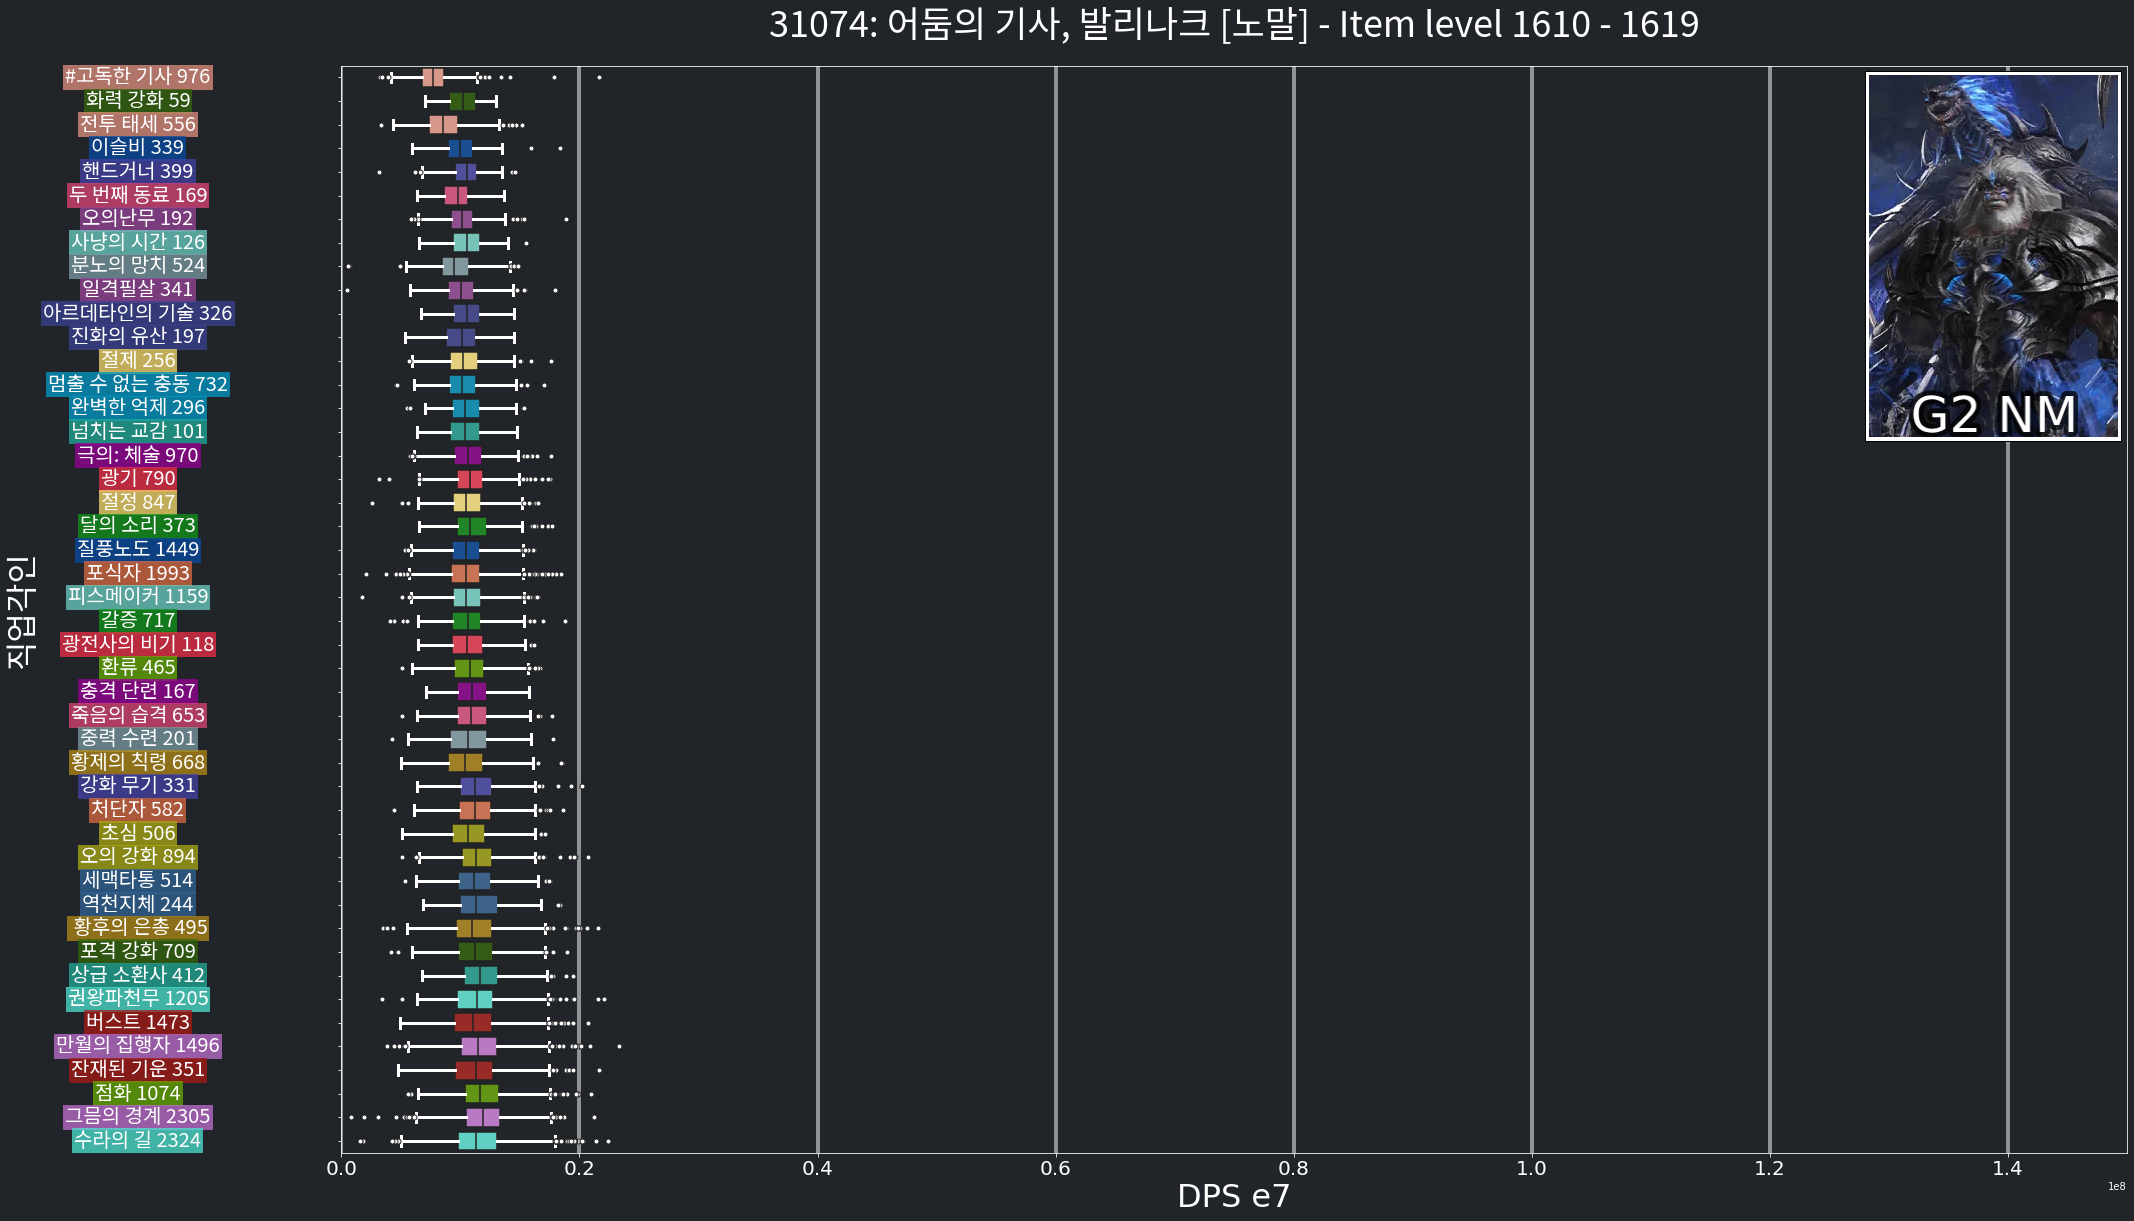 31074: 어둠의 기사, 발리나크 [노말] - Item level 1610 - 1619
#고독한 기사 976
화력 강화 59
전투 태세 556
이슬비 339
핸드거너 399
두 번째 동료 169
오의난무 192
사냥의 시간 126
분노의 망치 524
일격필살 341
아르데타인의 기술 326
진화의 유산 197
절제 256
멈출 수 없는 충동 732
완벽한 억제 296
넘치는 교감 101
극의: 체술 970
광기 790
절정 847
달의 소리 373
질풍노도 1449
포식자 1993
피스메이커 1159
갈증 717
광전사의 비기 118
환류 465
충격 단련 167
죽음의 습격 653
중력 수련 201
황제의 칙령 668
강화 무기 331
처단자 582
초심 506
오의 강화 894
세맥타통 514
역천지체 244
황후의 은총 495
포격 강화 709
상급 소환사 412
권왕파천무 1205
버스트 1473
만월의 집행자 1496
잔재된 기운 351
점화 1074
그믐의 경계 2305
수라의 길 2324
직업각인
G2 NM
0.0 0.2 0.4 0.6 0.8 1.0 1.2 1.4
DPS e7
1e8